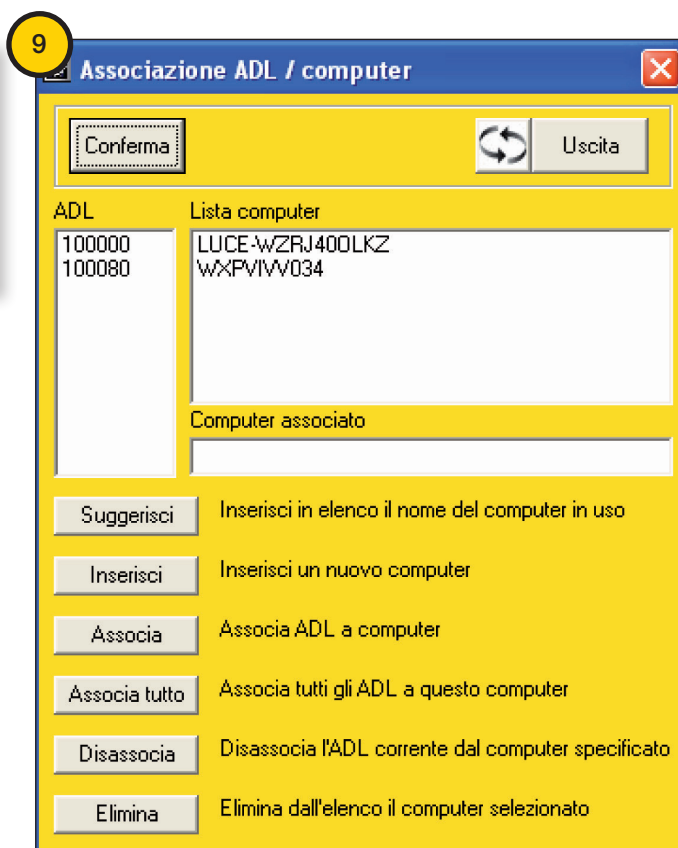 9
Associazione ADL / computer
Conferma
Uscita
ADL
Lista computer
100000
100080
LUCE-WZRJ40OLKZ
WXPVIVV034
Computer associato
Suggerisci
Inserisci in elenco il nome del computer in uso
Inserisci
Inserisci un nuovo computer
Associa
Associa ADL a computer
Associa tutto
Associa tutti gli ADL a questo computer
Disassocia
Disassocia l'ADL corrente dal computer specificato
Elimina
Elimina dall'elenco il computer selezionato